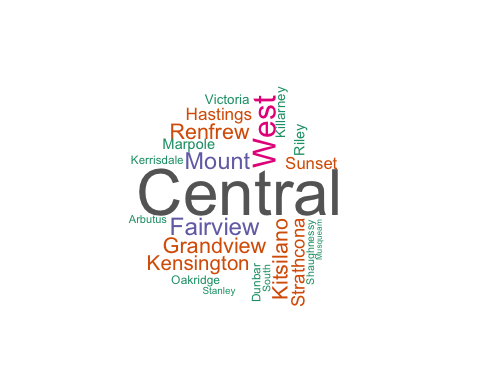 Victoria
Killarney
Hastings
West
Renfrew
Riley
Marpole
Kerrisdale
Mount
Sunset
Central
Arbutus
Fairview
Grandview
Kensington
Kitsilano
Strathcona
Shaughnessy
Musqueam
Oakridge
Dunbar
South
Stanley